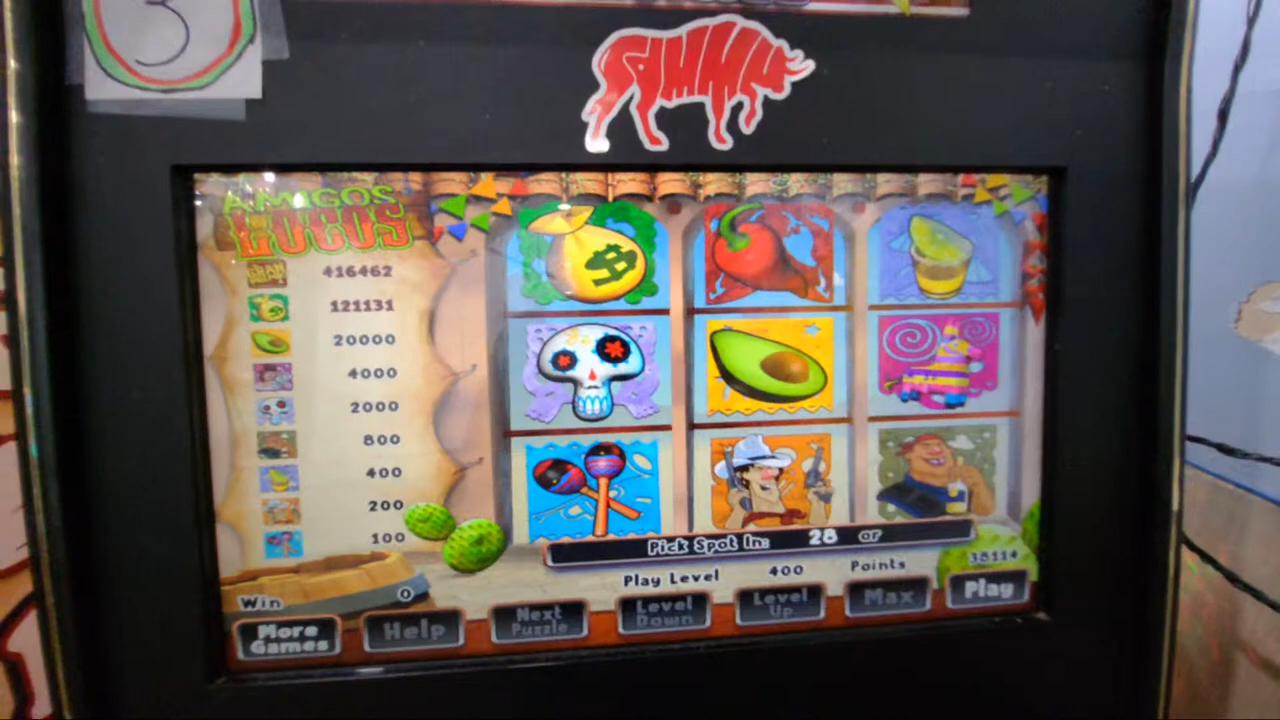 3
SAMMY
AMIGOS
LOCOS
416462
121131
20000
4000
2000
800
400
200
100
$
Pick Spot In: 28 or
Play Level 400 Points 38114
Win 0
More Games
Help
Next Puzzle
Level Down
Level Up
Max
Play